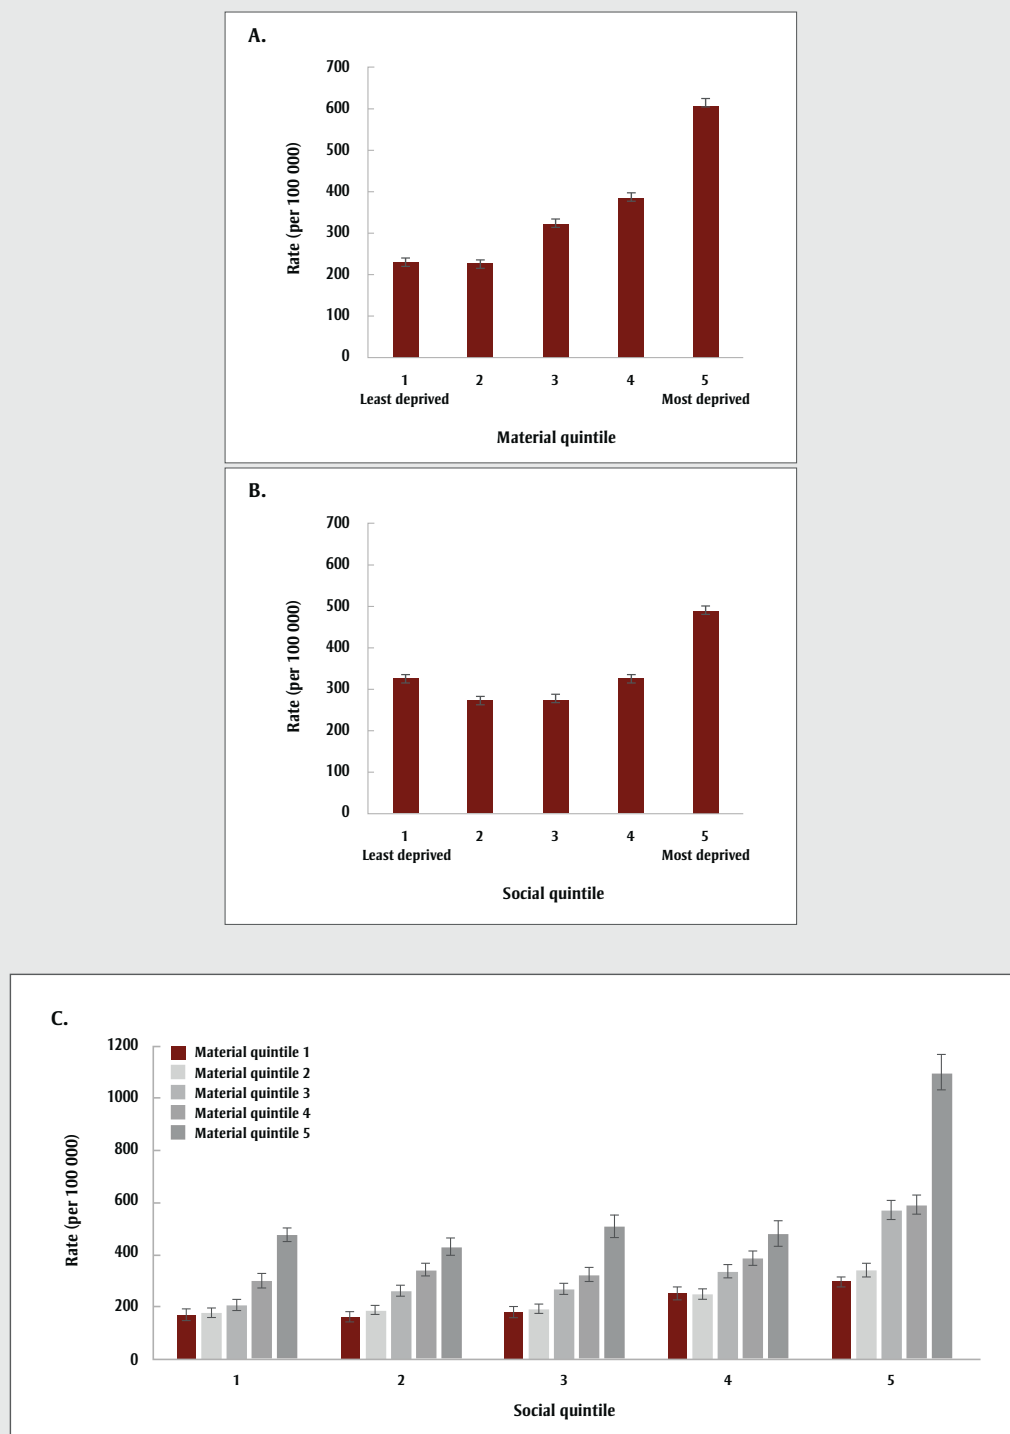 A.
700
600
500
400
300
200
100
0
Rate (per 100 000)
1 2 3 4 5
Least deprived Most deprived
Material quintile
B.
700
600
500
400
300
200
100
0
Rate (per 100 000)
1 2 3 4 5
Least deprived Most deprived
Social quintile
C.
1200
1000
800
600
400
200
0
Rate (per 100 000)
Material quintile 1
Material quintile 2
Material quintile 3
Material quintile 4
Material quintile 5
1 2 3 4 5
Social quintile